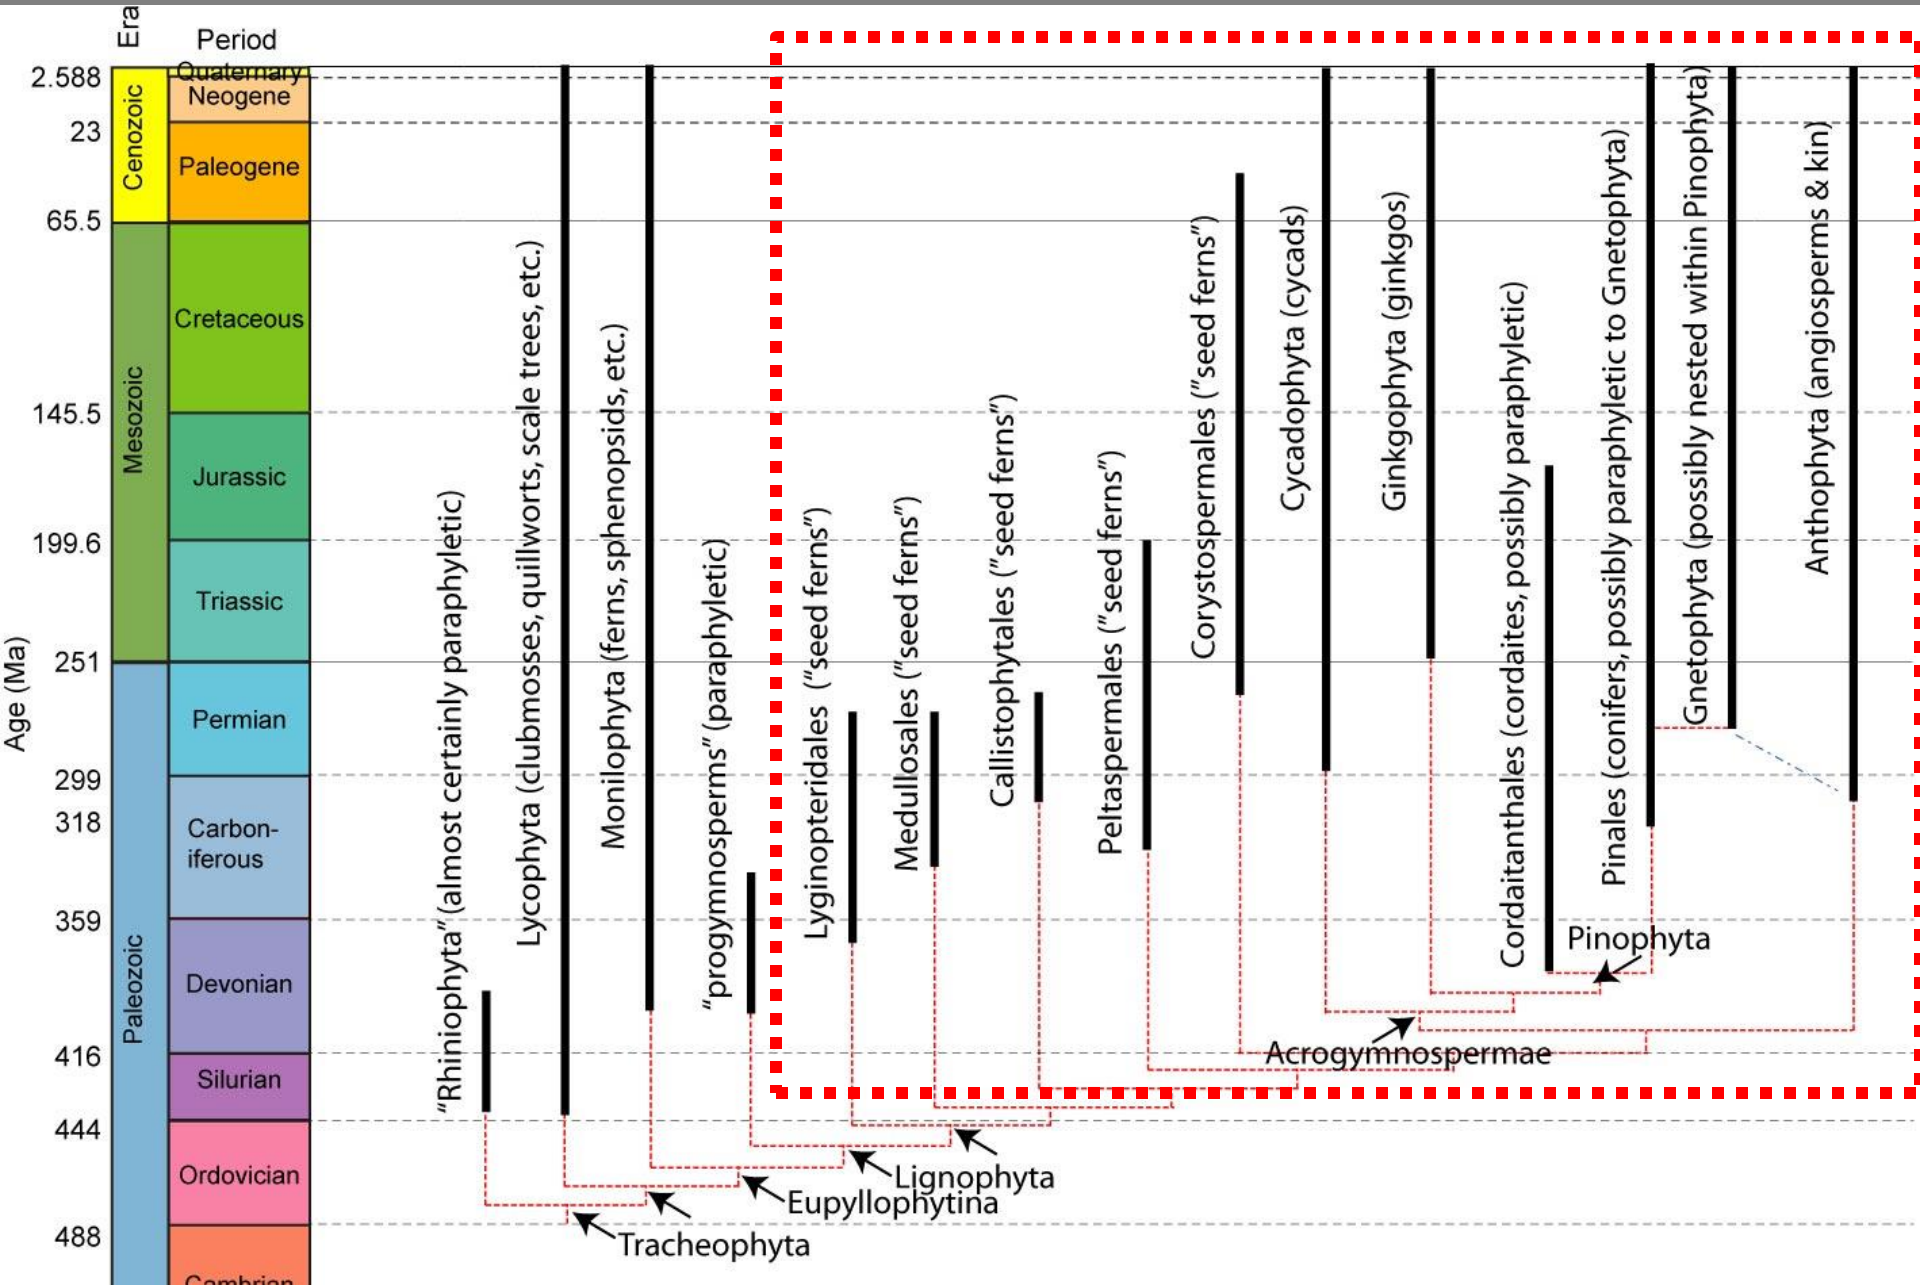 Era
Period
2.588
23
65.5
145.5
199.6
251
299
318
359
416
444
488
Age (Ma)
Cenozoic
Mesozoic
Paleozoic
Quaternary
Neogene
Paleogene
Cretaceous
Jurassic
Triassic
Permian
Carbon-
iferous
Devonian
Silurian
Ordovician
Cambrian
"Rhiniophyta" (almost certainly paraphyletic)
Lycophyta (clubmosses, quillworts, scale trees, etc.)
Monilophyta (ferns, sphenopsids, etc.)
"progymnosperms" (paraphyletic)
Lyginopteridales ("seed ferns")
Medullosales ("seed ferns")
Callistophytales ("seed ferns")
Peltaspermales ("seed ferns")
Corystospermales ("seed ferns")
Cycadophyta (cycads)
Ginkgophyta (ginkgos)
Cordaitanthales (cordaites, possibly paraphyletic)
Pinales (conifers, possibly paraphyletic to Gnetophyta)
Gnetophyta (possibly nested within Pinophyta)
Anthophyta (angiosperms & kin)
Pinophyta
Acrogymnospermae
Lignophyta
Eupyllophytina
Tracheophyta